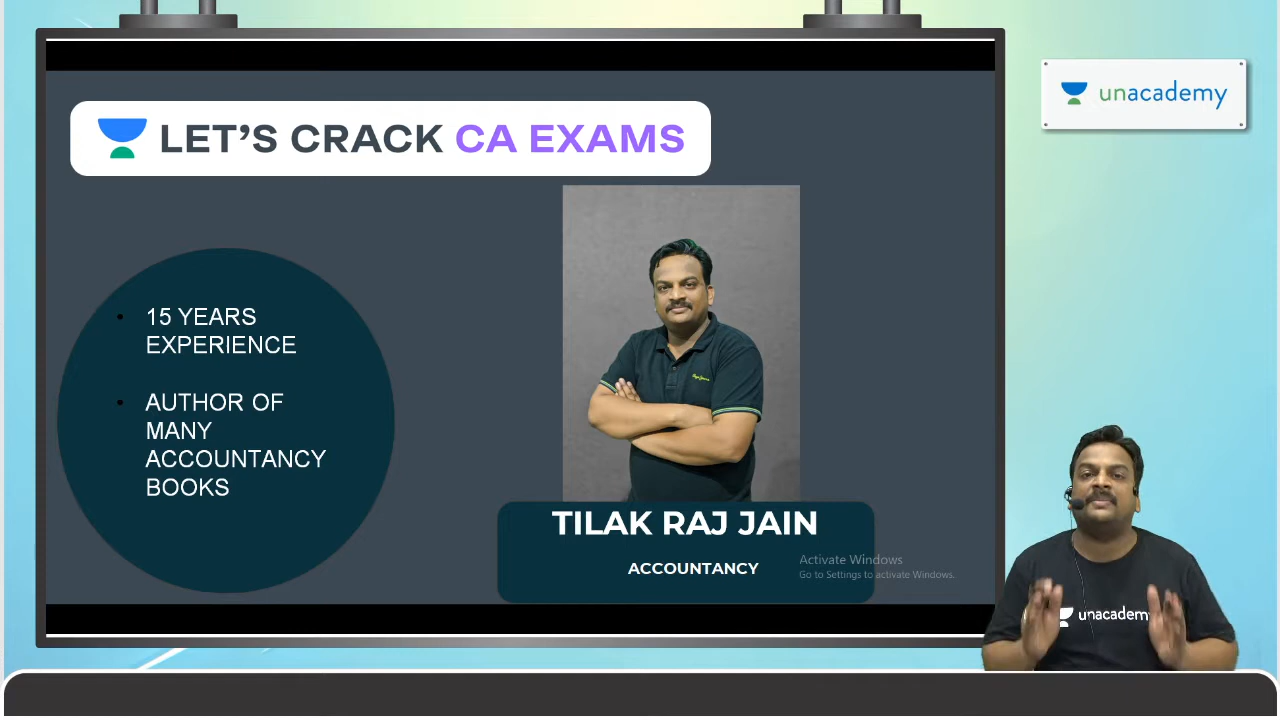 LET’S CRACK CA EXAMS
unacademy
15 YEARS
EXPERIENCE
AUTHOR OF
MANY
ACCOUNTANCY
BOOKS
TILAK RAJ JAIN
ACCOUNTANCY
Activate Windows
Go to Settings to activate Windows.
unacademy